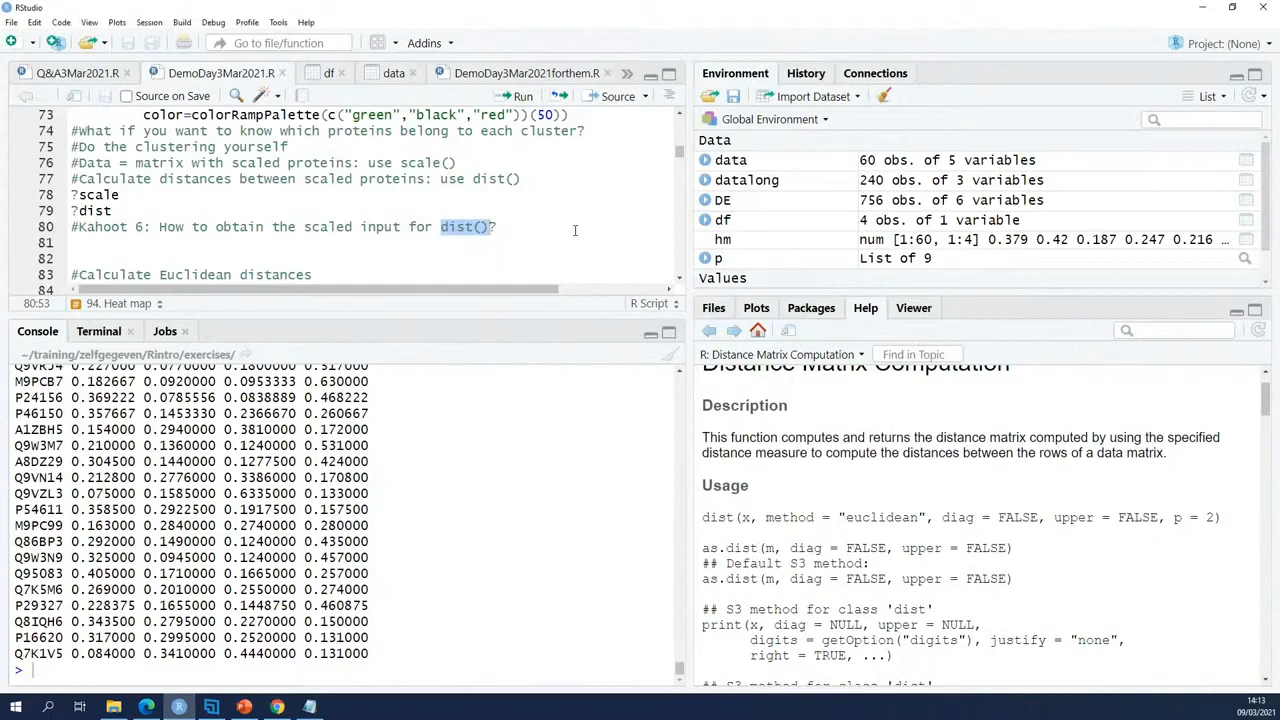 RStudio
File Edit Code View Plots Session Build Debug Profile Tools Help
Go to file/function
Addins
Project: (None)
Q&A3Mar2021.R
DemoDay3Mar2021.R
df
data
DemoDay3Mar2021forthem.R
Source on Save
Run
Source
73 color=colorRampPalette(c("green","black","red"))(50))
74 #What if you want to know which proteins belong to each cluster?
75 #Do the clustering yourself
76 #Data = matrix with scaled proteins: use scale()
77 #Calculate distances between scaled proteins: use dist()
78 ?scale
79 ?dist
80 #Kahoot 6: How to obtain the scaled input for dist()?
81
82
83 #Calculate Euclidean distances
84
80:53 94. Heat map R Script
Console Terminal Jobs
~/training/zelfgegeven/Rintro/exercises/
Q9VKJ4 0.227000 0.0770000 0.1800000 0.517000
M9PCB7 0.182667 0.0920000 0.0953333 0.630000
P24156 0.369222 0.0785556 0.0838889 0.468222
P46150 0.357667 0.1453330 0.2366670 0.260667
A1ZBH5 0.154000 0.2940000 0.3810000 0.172000
Q9W3M7 0.210000 0.1360000 0.1240000 0.531000
A8DZ29 0.304500 0.1440000 0.1277500 0.424000
Q9VN14 0.212800 0.2776000 0.3386000 0.170800
Q9VZL3 0.075000 0.1585000 0.6335000 0.133000
P54611 0.358500 0.2922500 0.1917500 0.157500
M9PC99 0.163000 0.2840000 0.2740000 0.280000
Q86BP3 0.292000 0.1490000 0.1240000 0.435000
Q9W3N9 0.325000 0.0945000 0.1240000 0.457000
Q95083 0.405000 0.1710000 0.1665000 0.257000
Q7K5M6 0.269000 0.2010000 0.2550000 0.274000
P29327 0.228375 0.1655000 0.1448750 0.460875
Q8IQH6 0.343500 0.2795000 0.2270000 0.150000
P16620 0.317000 0.2995000 0.2520000 0.131000
Q7K1V5 0.084000 0.3410000 0.4440000 0.131000
>
Environment History Connections
Import Dataset
List
Global Environment
Data
data 60 obs. of 5 variables
datalong 240 obs. of 3 variables
DE 756 obs. of 6 variables
df 4 obs. of 1 variable
hm num [1:60, 1:4] 0.379 0.42 0.187 0.247 0.216 ...
p List of 9
Values
Files Plots Packages Help Viewer
R: Distance Matrix Computation
Find in Topic
Distance Matrix Computation
Description
This function computes and returns the distance matrix computed by using the specified
distance measure to compute the distances between the rows of a data matrix.
Usage
dist(x, method = "euclidean", diag = FALSE, upper = FALSE, p = 2)
as.dist(m, diag = FALSE, upper = FALSE)
## Default S3 method:
as.dist(m, diag = FALSE, upper = FALSE)
## S3 method for class 'dist'
print(x, diag = NULL, upper = NULL,
digits = getOption("digits"), justify = "none",
right = TRUE, ...)
## S3 method for class 'dist'
14:13
09/03/2021